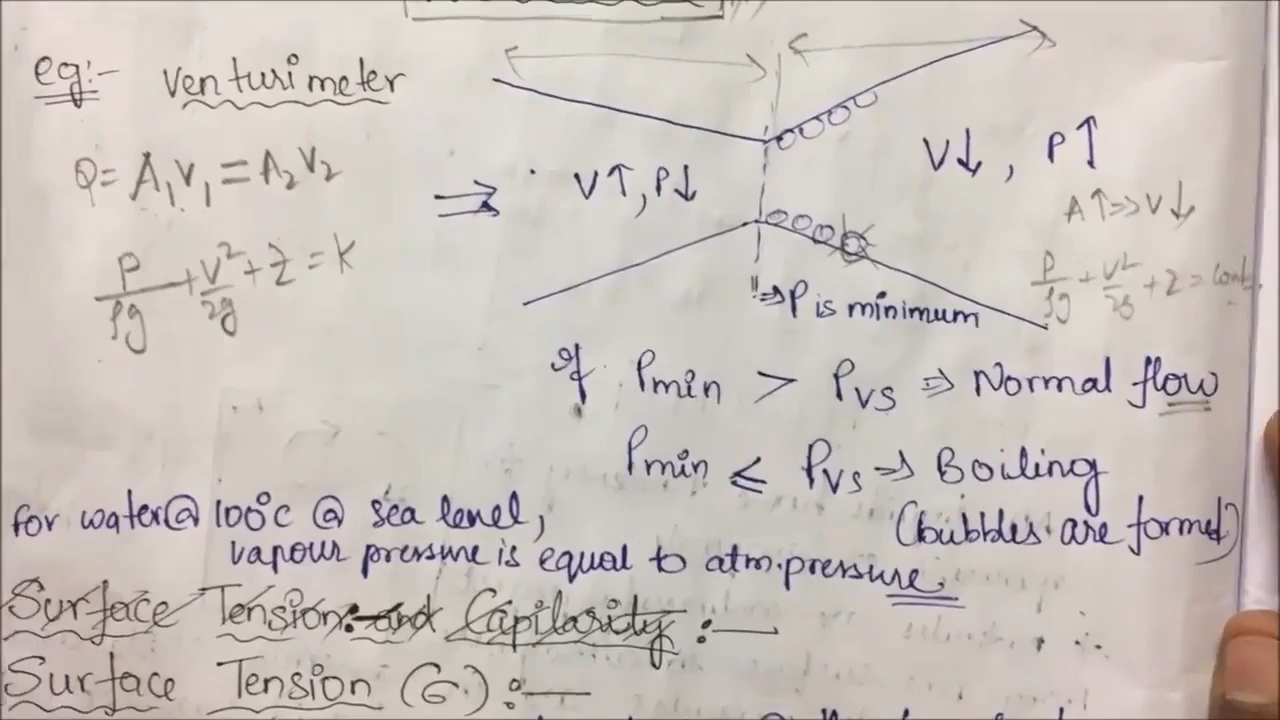 eg:- Venturimeter
Q = A₁V₁ = A₂V₂
P/ρg + V²/2g + Z = K
⇒ V↑, P↓
V↓, P↑
A↑ ⇒ V↓
P/ρg + V²/2g + Z = const.
⇒ P is minimum
If Pmin > PVS ⇒ Normal flow
Pmin ≤ PVS ⇒ Boiling
(bubbles are formed)
for water @ 100°C @ sea level,
vapour pressure is equal to atm. pressure.
Surface Tension and Capilarity :—
Surface Tension (σ) :—